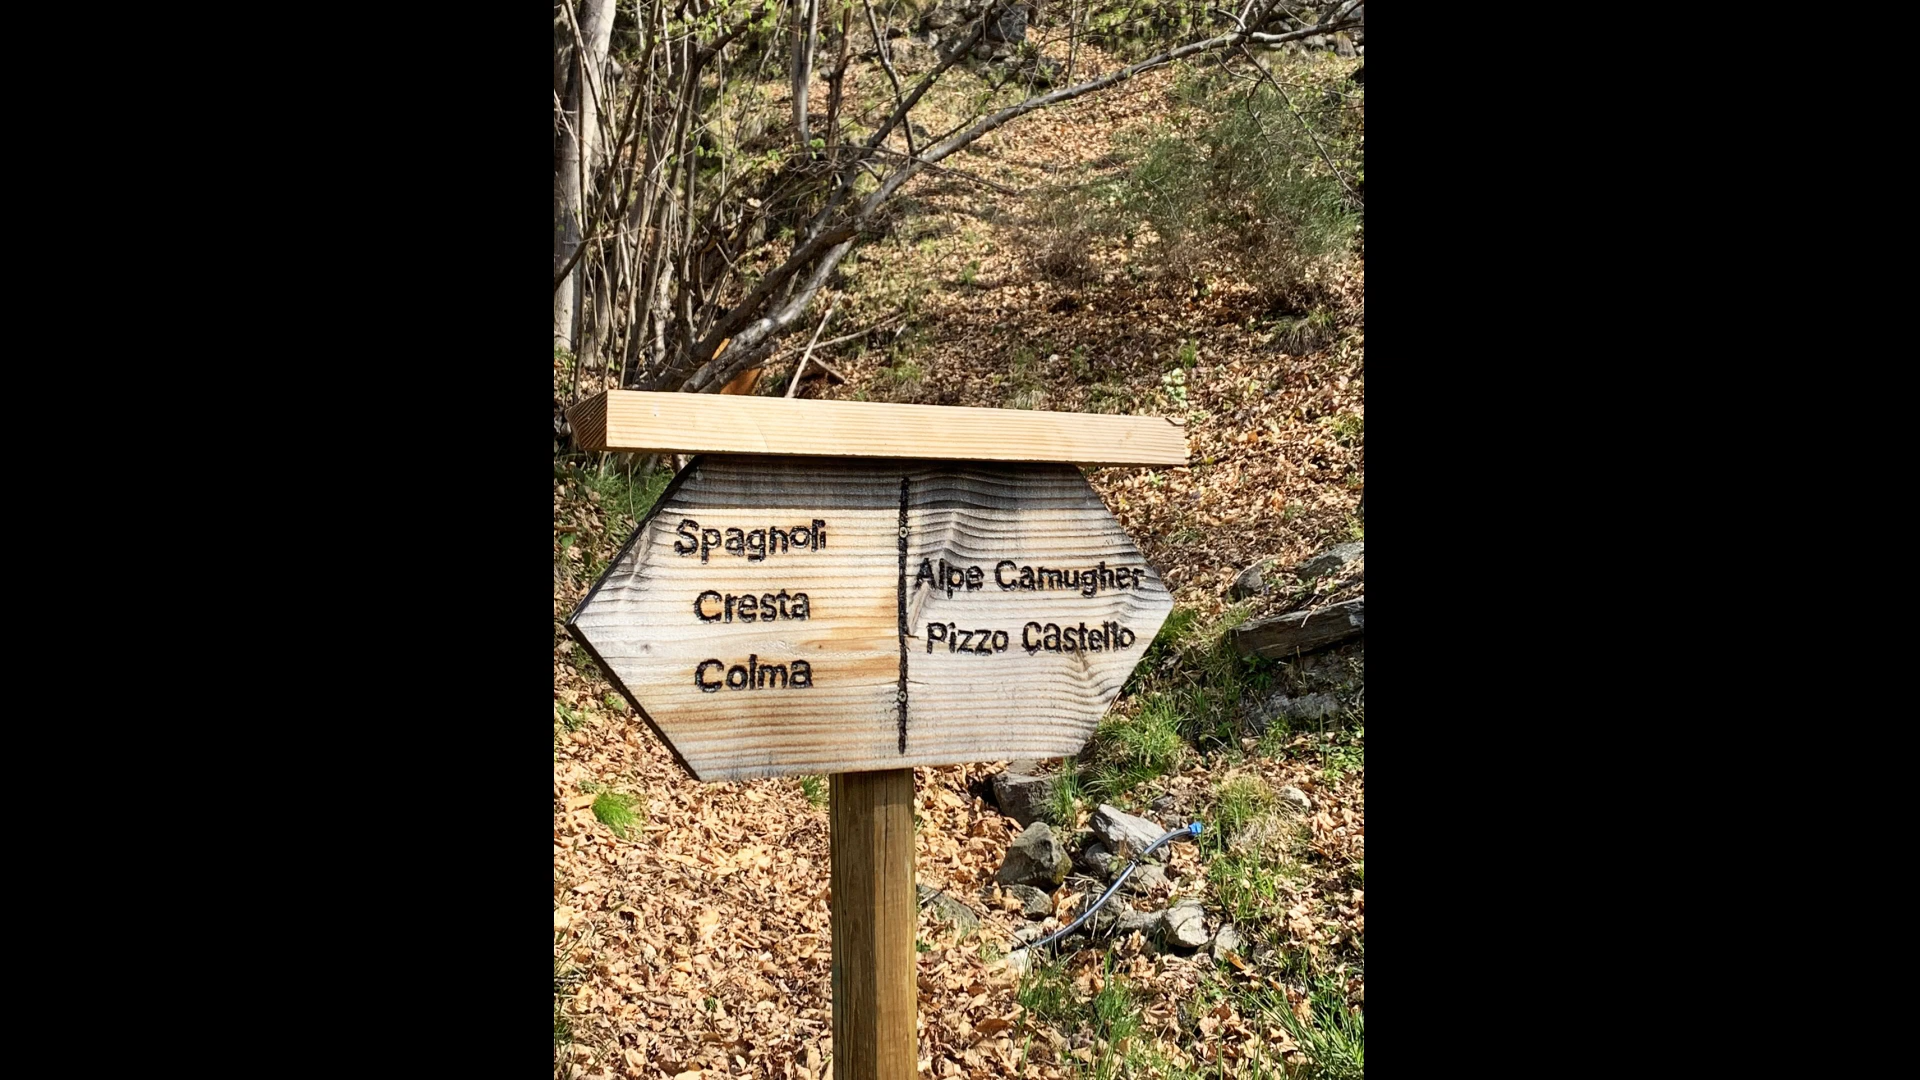 Spagnoli
Cresta
Colma
Alpe Camugher
Pizzo Castello